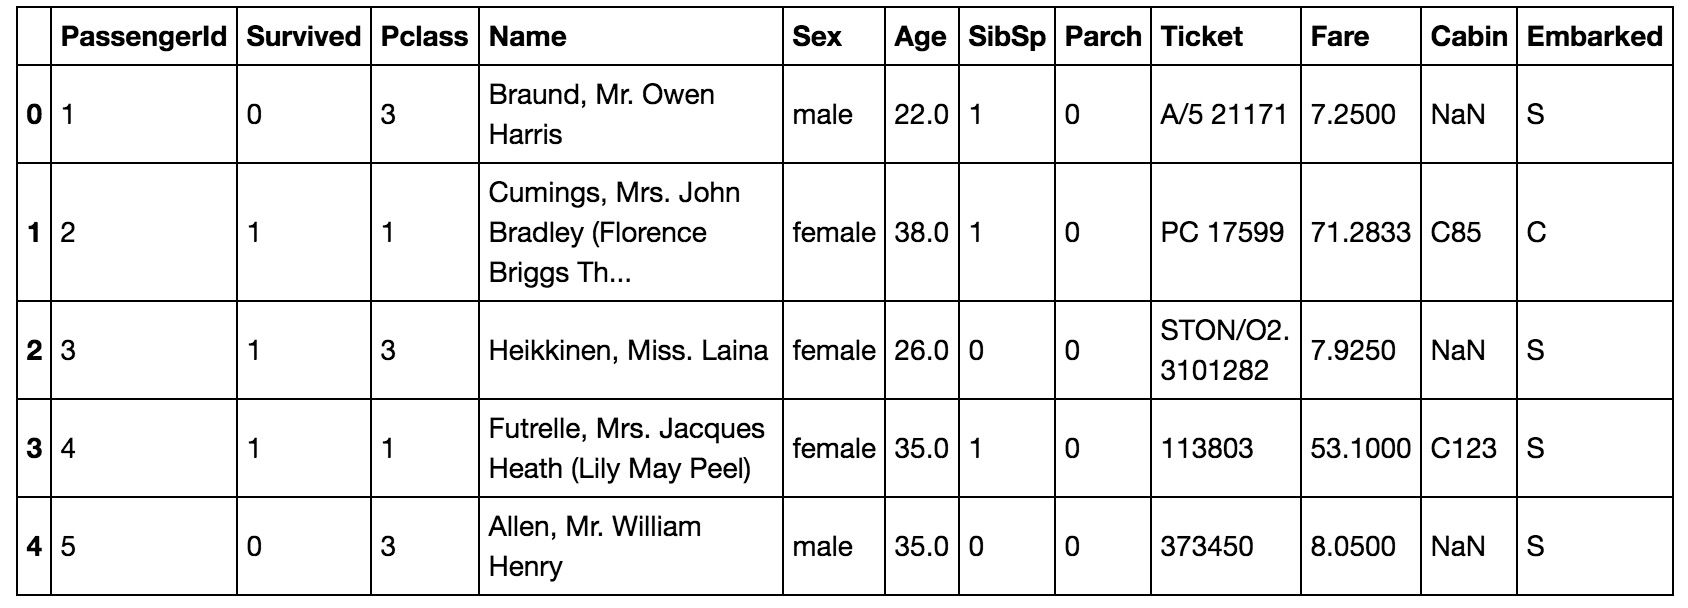 PassengerId Survived Pclass Name Sex Age SibSp Parch Ticket Fare Cabin Embarked
0 1 0 3 Braund, Mr. Owen Harris male 22.0 1 0 A/5 21171 7.2500 NaN S
1 2 1 1 Cumings, Mrs. John Bradley (Florence Briggs Th... female 38.0 1 0 PC 17599 71.2833 C85 C
2 3 1 3 Heikkinen, Miss. Laina female 26.0 0 0 STON/O2. 3101282 7.9250 NaN S
3 4 1 1 Futrelle, Mrs. Jacques Heath (Lily May Peel) female 35.0 1 0 113803 53.1000 C123 S
4 5 0 3 Allen, Mr. William Henry male 35.0 0 0 373450 8.0500 NaN S